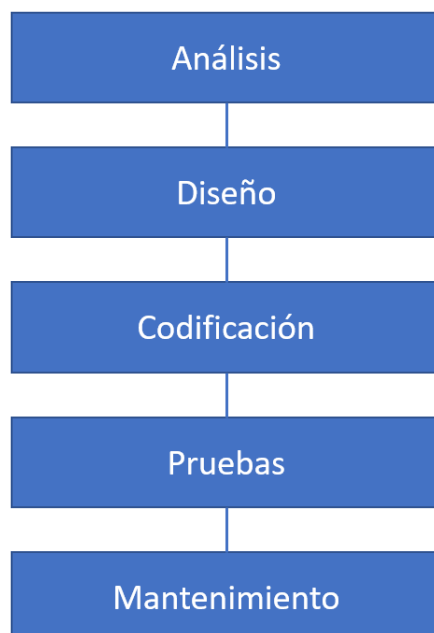 Análisis
Diseño
Codificación
Pruebas
Mantenimiento